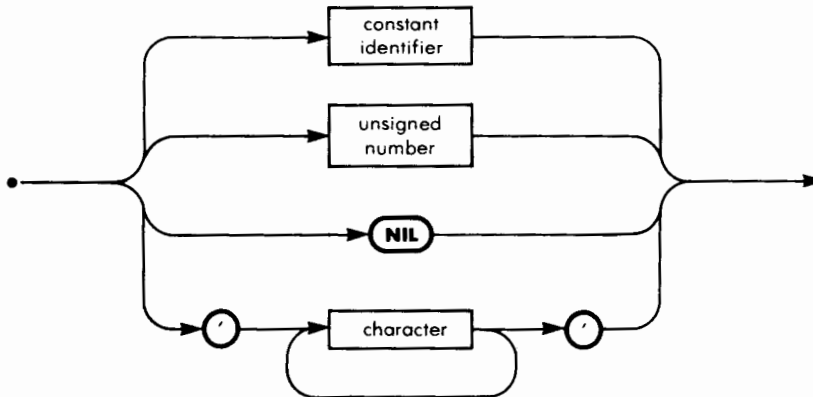 constant
identifier
unsigned
number
NIL
' character '